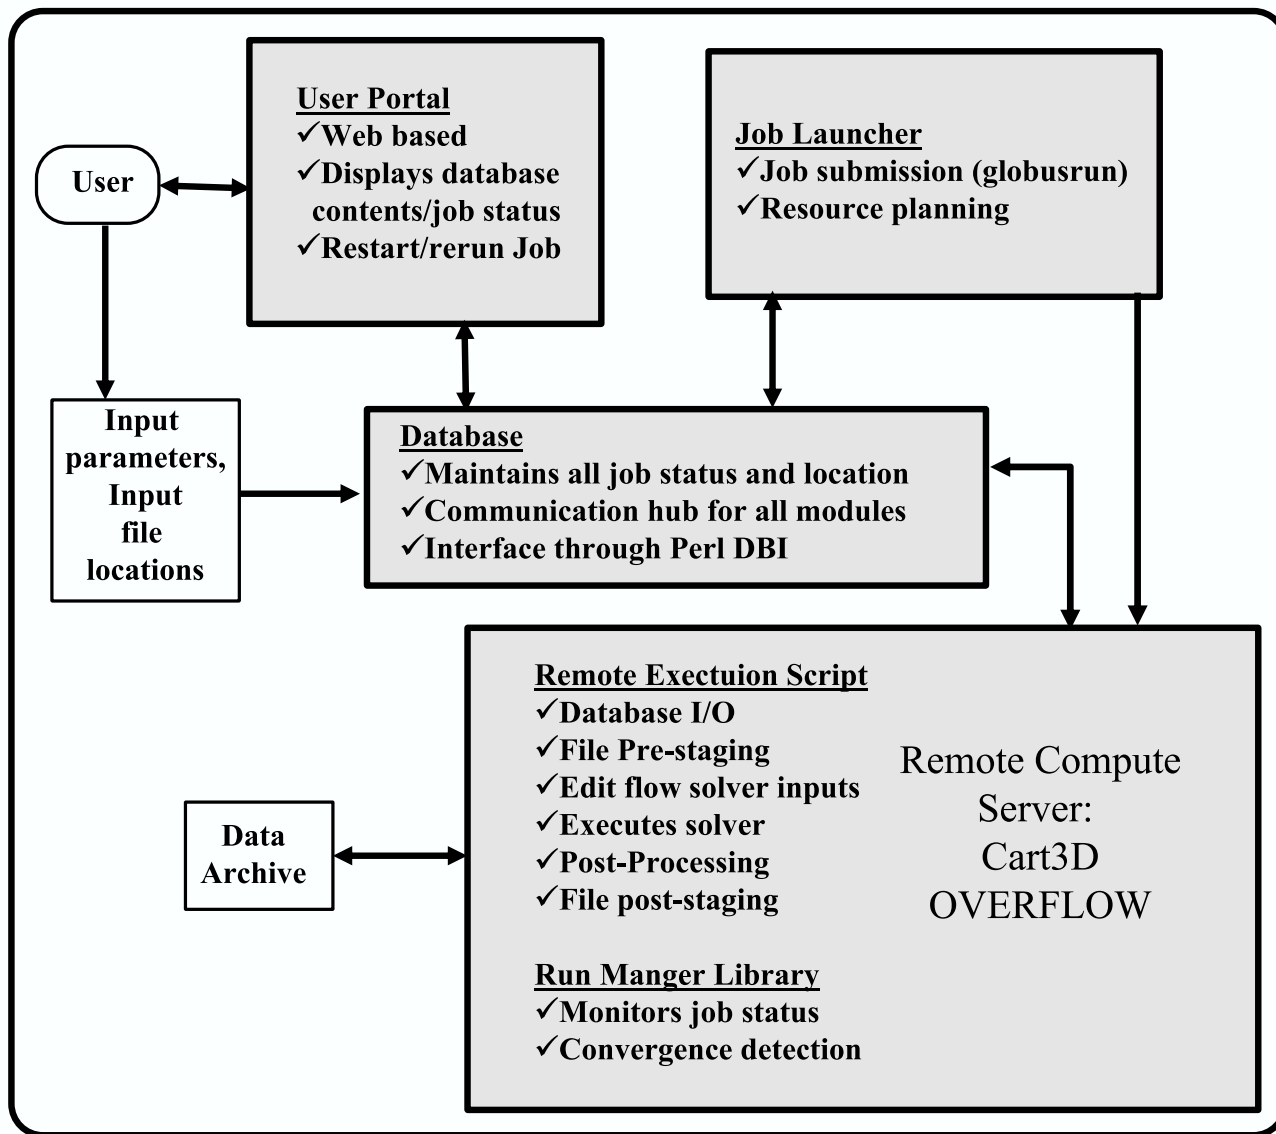 User Portal
✓Web based
✓Displays database
contents/job status
✓Restart/rerun Job
Job Launcher
✓Job submission (globusrun)
✓Resource planning
User
Input
parameters,
Input
file
locations
Database
✓Maintains all job status and location
✓Communication hub for all modules
✓Interface through Perl DBI
Remote Exectuion Script
✓Database I/O
✓File Pre-staging
✓Edit flow solver inputs
✓Executes solver
✓Post-Processing
✓File post-staging
Run Manger Library
✓Monitors job status
✓Convergence detection
Remote Compute
Server:
Cart3D
OVERFLOW
Data
Archive